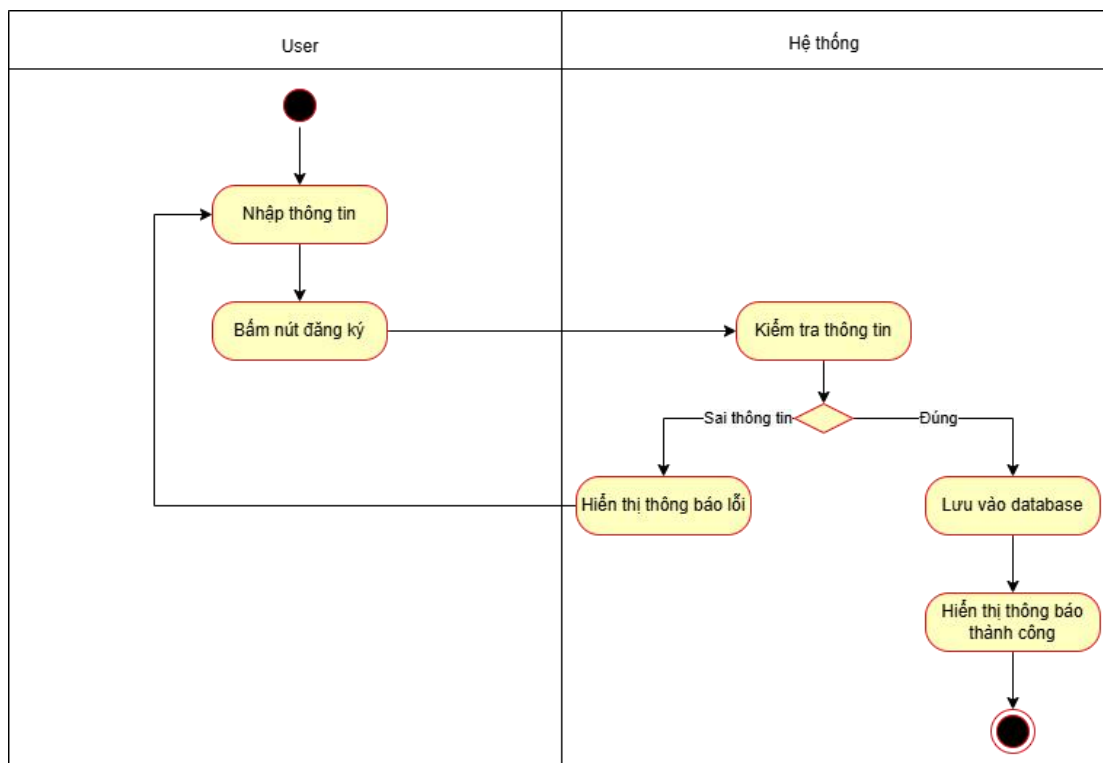 User
Hệ thống
Nhập thông tin
Bấm nút đăng ký
Kiểm tra thông tin
Sai thông tin
Đúng
Hiển thị thông báo lỗi
Lưu vào database
Hiển thị thông báo
thành công